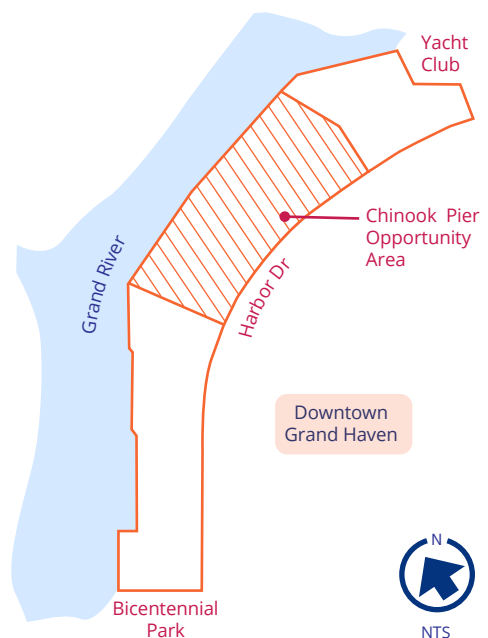 Yacht
Club
Chinook Pier
Opportunity
Area
Grand River
Harbor Dr
Downtown
Grand Haven
N
NTS
Bicentennial
Park